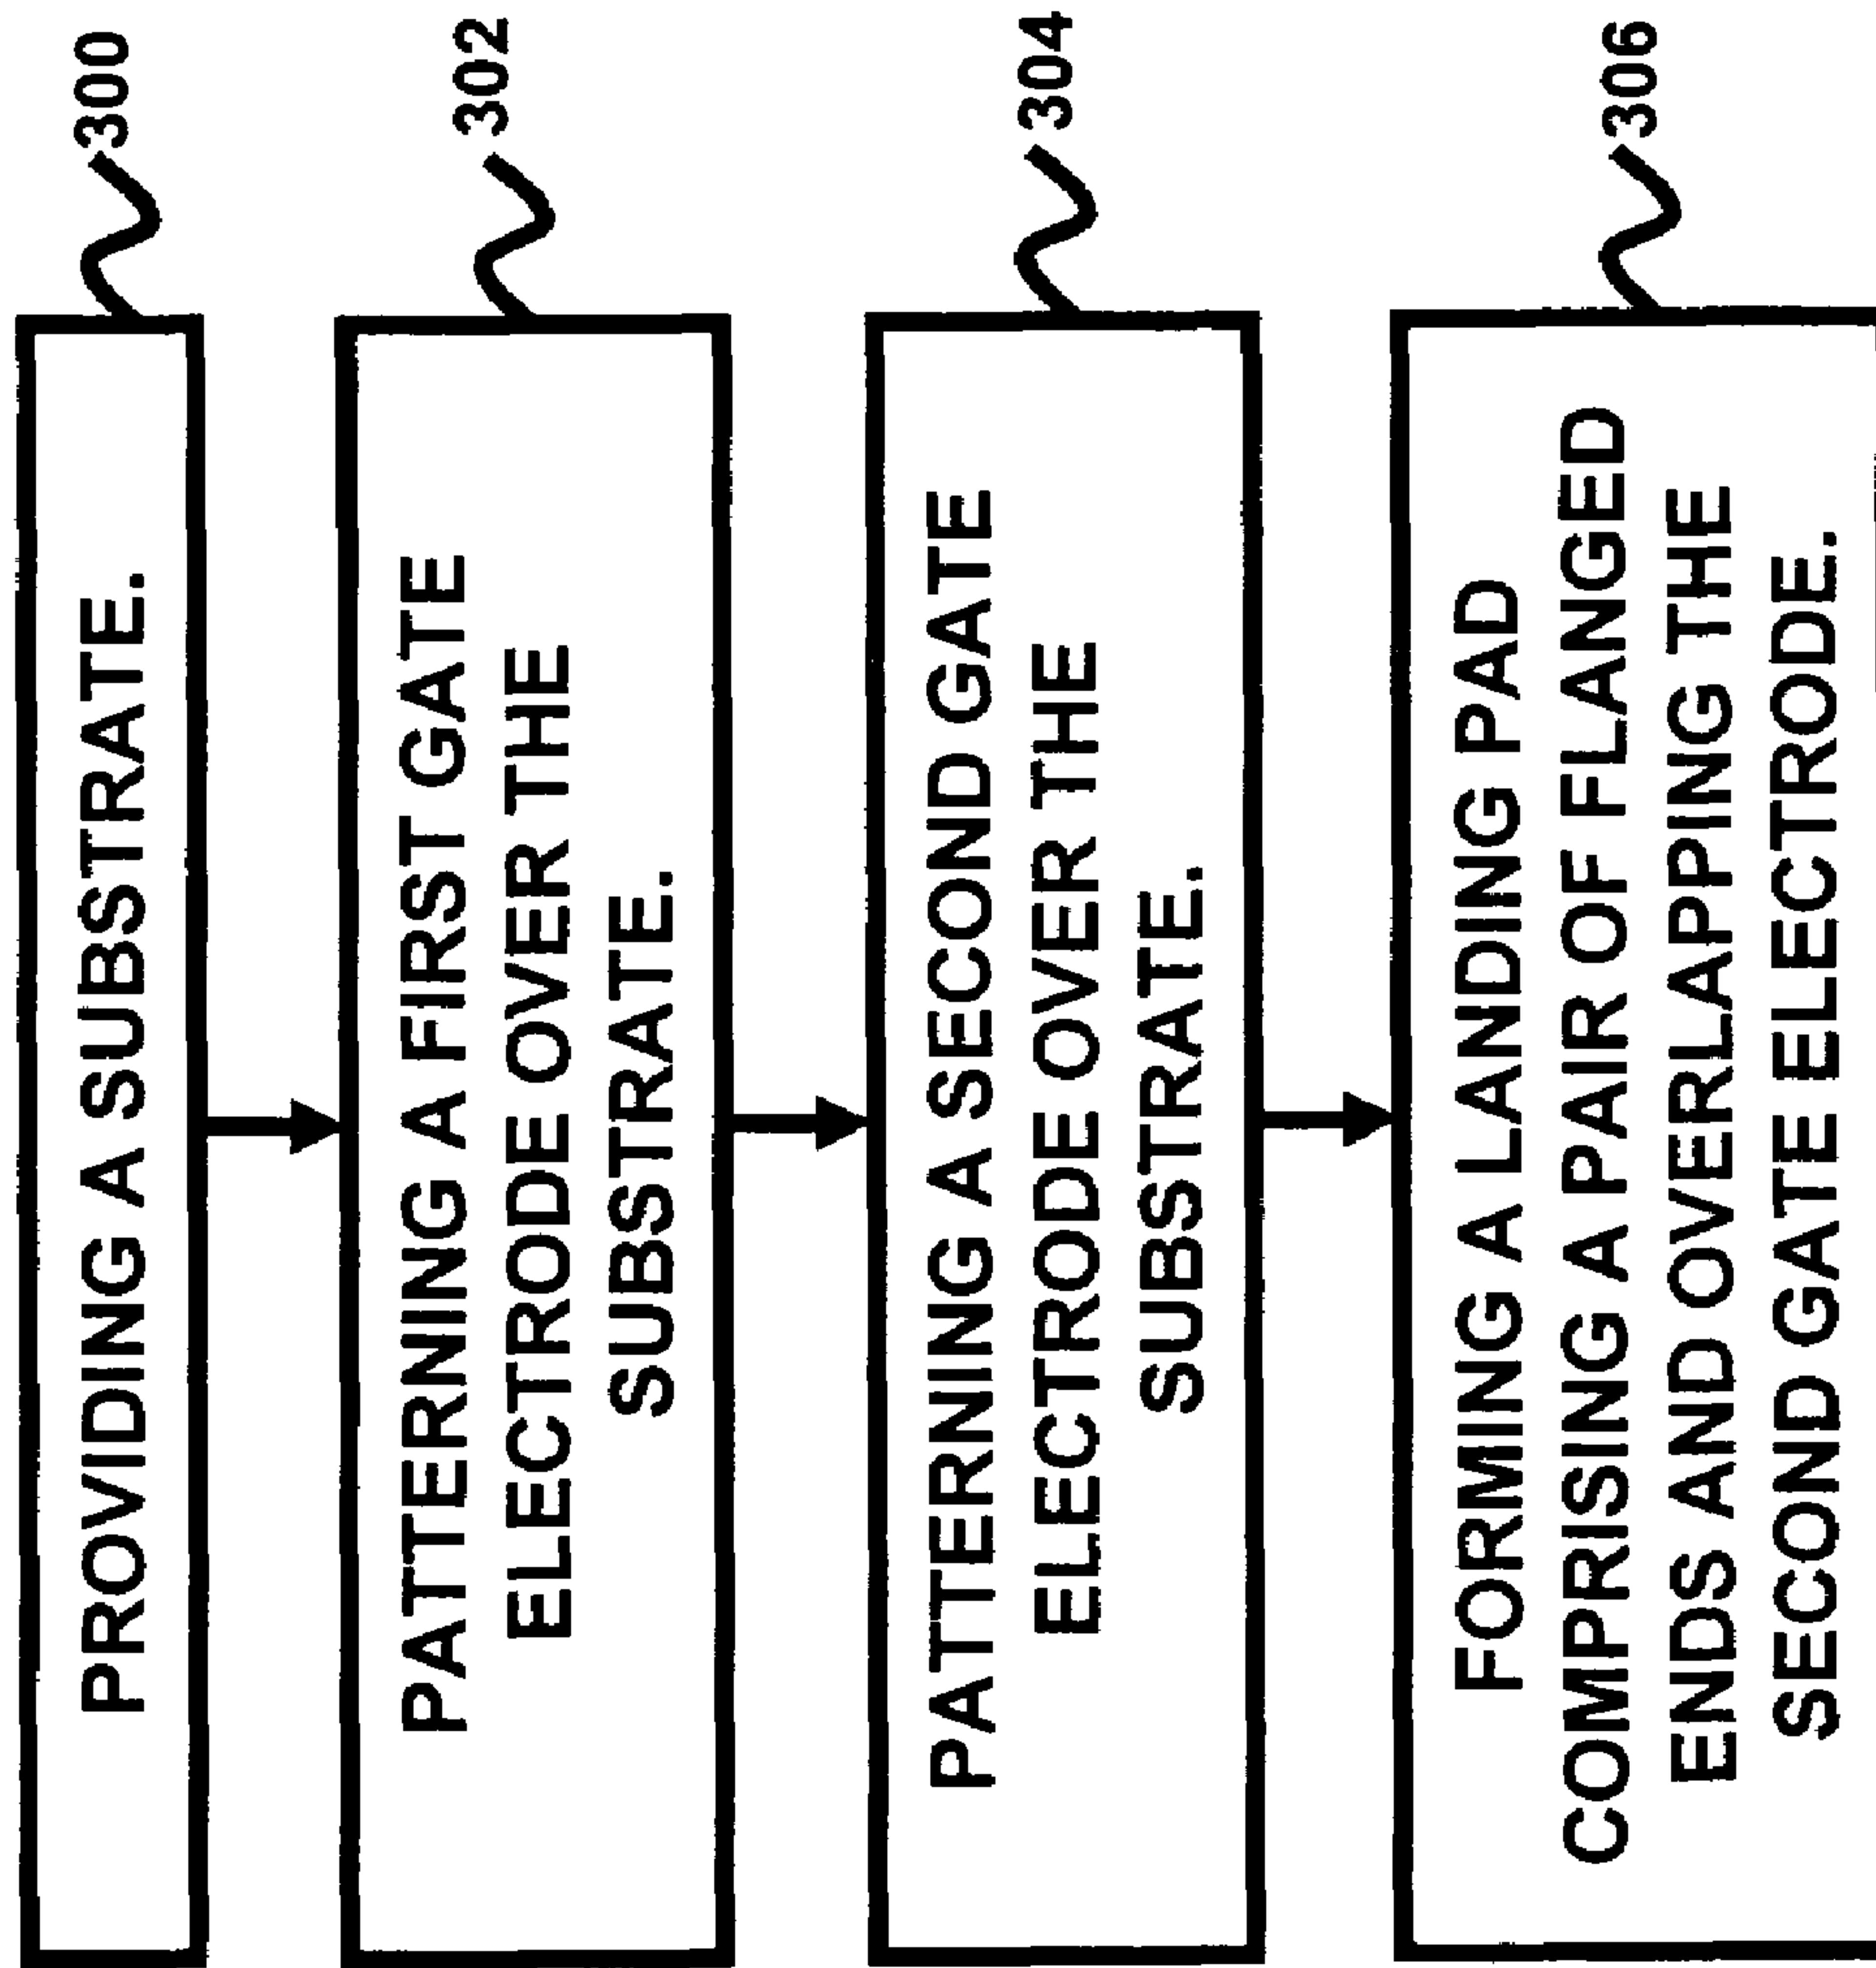 PROVIDING A SUBSTRATE.
300
PATTERNING A FIRST GATE
ELECTRODE OVER THE
SUBSTRATE.
302
PATTERNING A SECOND GATE
ELECTRODE OVER THE
SUBSTRATE.
304
FORMING A LANDING PAD
COMPRISING A PAIR OF FLANGED
ENDS AND OVERLAPPING THE
SECOND GATE ELECTRODE.
306